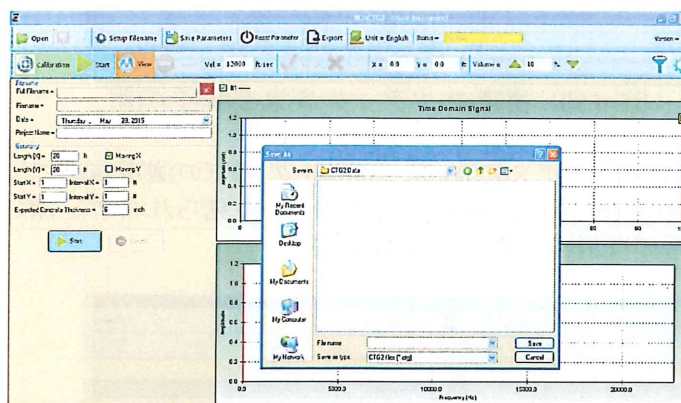 Open
Setup Filename
Save Parameters
Reset Parameter
Export
Unit = English
Status =
Version =
Calibration
Start
View
Vel = 12000 ft/sec
x = 0.0 y = 0.0 ft
Volume = 10 %
Filename
Full Filename =
Filename =
Date = Thursday , May 28, 2015
Project Name =
Geometry
Length (X) = 20 ft Moving X
Length (Y) = 20 ft Moving Y
Start X = 1 Interval X = 1 ft
Start Y = 1 Interval Y = 1 ft
Expected Concrete Thickness = 6 inch
Start
Time Domain Signal
Amplitude
1.2
1.0
0.8
0.6
0.4
0.2
0.0
0
80
90
Save As
Save in: CTG2 Data
My Recent Documents
Desktop
My Documents
My Computer
My Network
File name
Save
Save as type CTG2 files (*.ctg)
Cancel
1.2
1.0
0.8
0.6
0.4
0.2
0.0
Amplitude
0.0
5000.0
10000.0
15000.0
20000.0
Frequency (Hz)